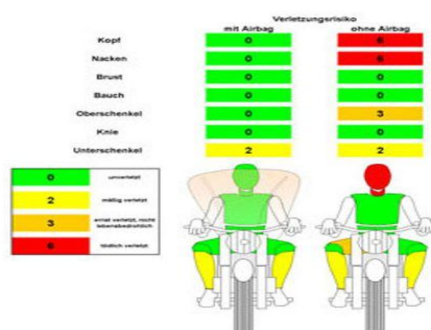 Verletzungsrisiko
mit Airbag ohne Airbag
Kopf 0 6
Nacken 0 6
Brust 0 0
Bauch 0 0
Oberschenkel 0 3
Knie 0 0
Unterschenkel 2 2
0 unverletzt
2 mäßig verletzt
3 ernst verletzt, nicht
lebensbedrohlich
6 tödlich verletzt